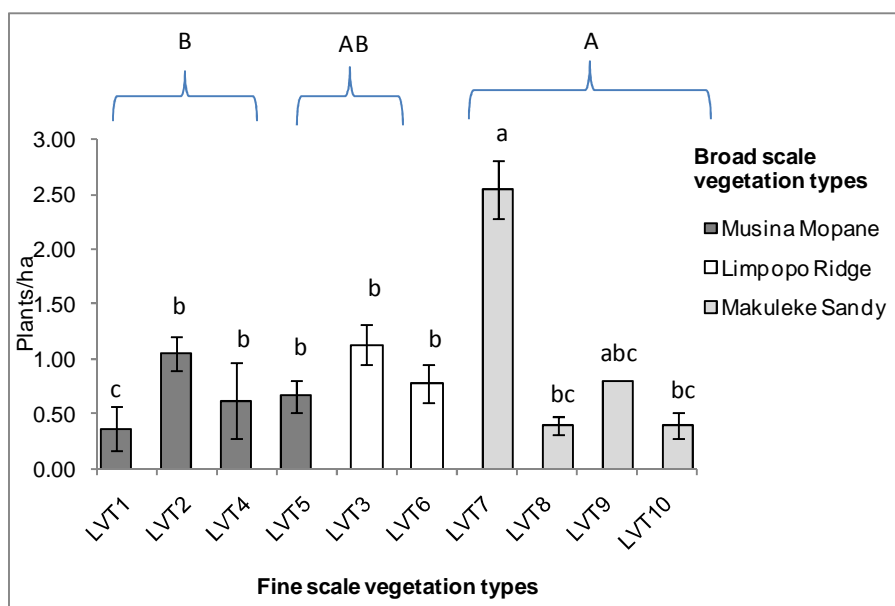 B AB A
a
3.00
2.50
2.00
1.50
1.00
0.50
0.00
Plants/ha
c b b b b b bc abc bc
LVT1 LVT2 LVT4 LVT5 LVT3 LVT6 LVT7 LVT8 LVT9 LVT10
Fine scale vegetation types
Broad scale
vegetation types
Musina Mopane
Limpopo Ridge
Makuleke Sandy